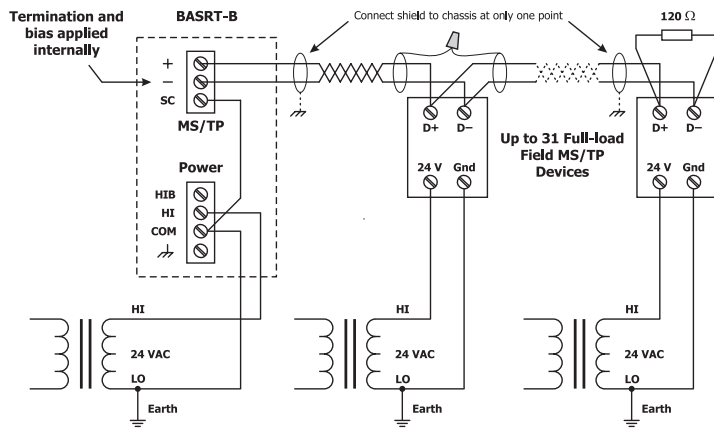 Termination and
bias applied
internally
BASRT-B
Connect shield to chassis at only one point
120 Ω
+
−
SC
MS/TP
D+ D−
D+ D−
Up to 31 Full-load
Field MS/TP
Devices
Power
HIB
HI
COM
24 V Gnd
24 V Gnd
HI
24 VAC
LO
Earth
HI
24 VAC
LO
Earth
HI
24 VAC
LO
Earth